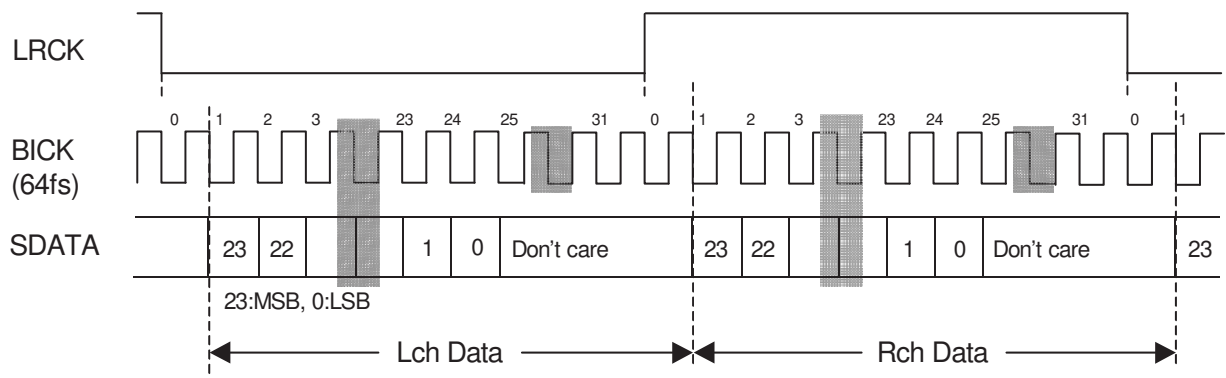 LRCK
0 1 2 3 23 24 25 31 0 1 2 3 23 24 25 31 0 1
BICK
(64fs)
SDATA 23 22 1 0 Don't care 23 22 1 0 Don't care 23
23:MSB, 0:LSB
Lch Data Rch Data